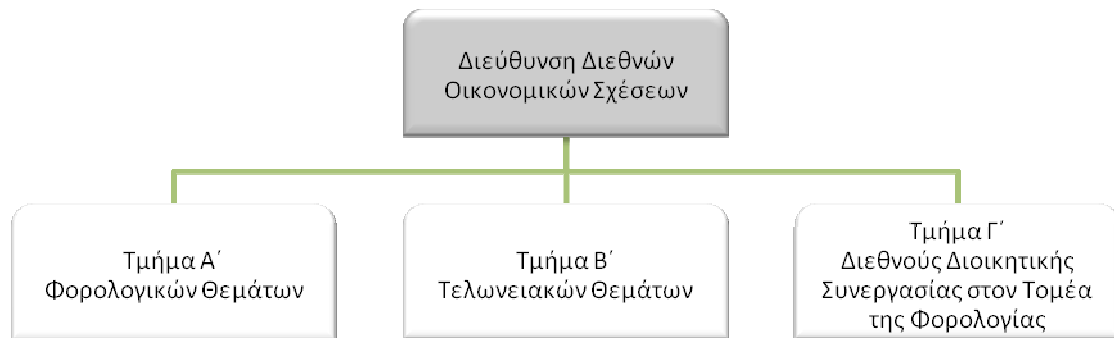 Διεύθυνση Διεθνών
Οικονομικών Σχέσεων
Τμήμα Α΄
Φορολογικών Θεμάτων
Τμήμα Β΄
Τελωνειακών Θεμάτων
Τμήμα Γ΄
Διεθνούς Διοικητικής
Συνεργασίας στον Τομέα
της Φορολογίας